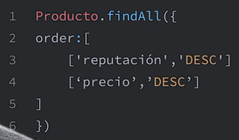 1 Producto.findAll({
2 order:[
3 ['reputación','DESC']
4 [‘precio’,’DESC’]
5 ]
6 })